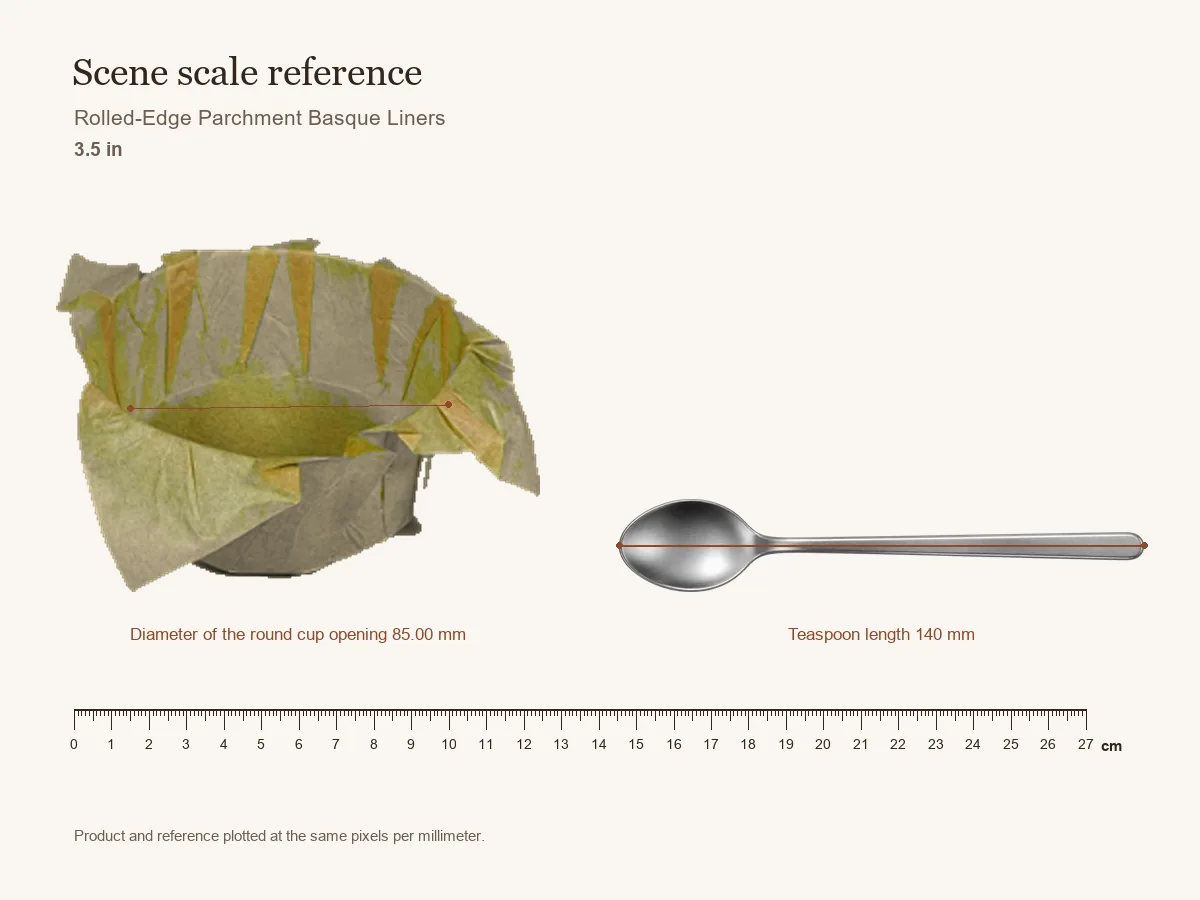 Scene scale reference
Rolled-Edge Parchment Basque Liners
3.5 in
Diameter of the round cup opening 85.00 mm
Teaspoon length 140 mm
0 1 2 3 4 5 6 7 8 9 10 11 12 13 14 15 16 17 18 19 20 21 22 23 24 25 26 27 cm
Product and reference plotted at the same pixels per millimeter.